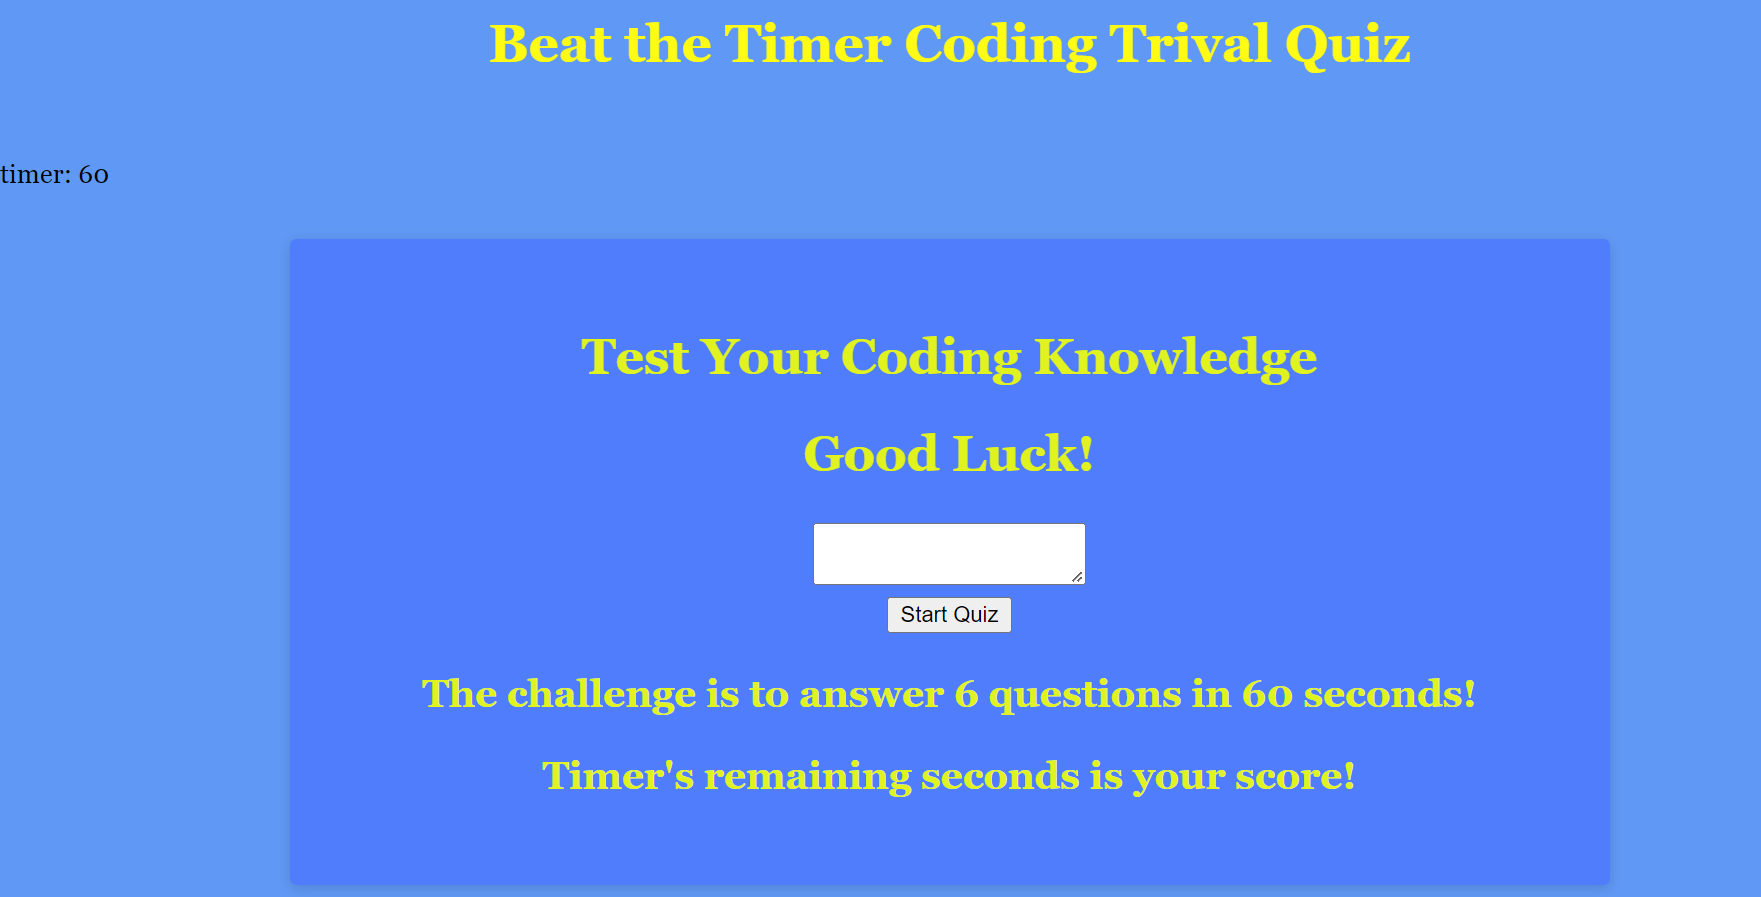 Beat the Timer Coding Trival Quiz
timer: 60
Test Your Coding Knowledge
Good Luck!
Start Quiz
The challenge is to answer 6 questions in 60 seconds!
Timer's remaining seconds is your score!